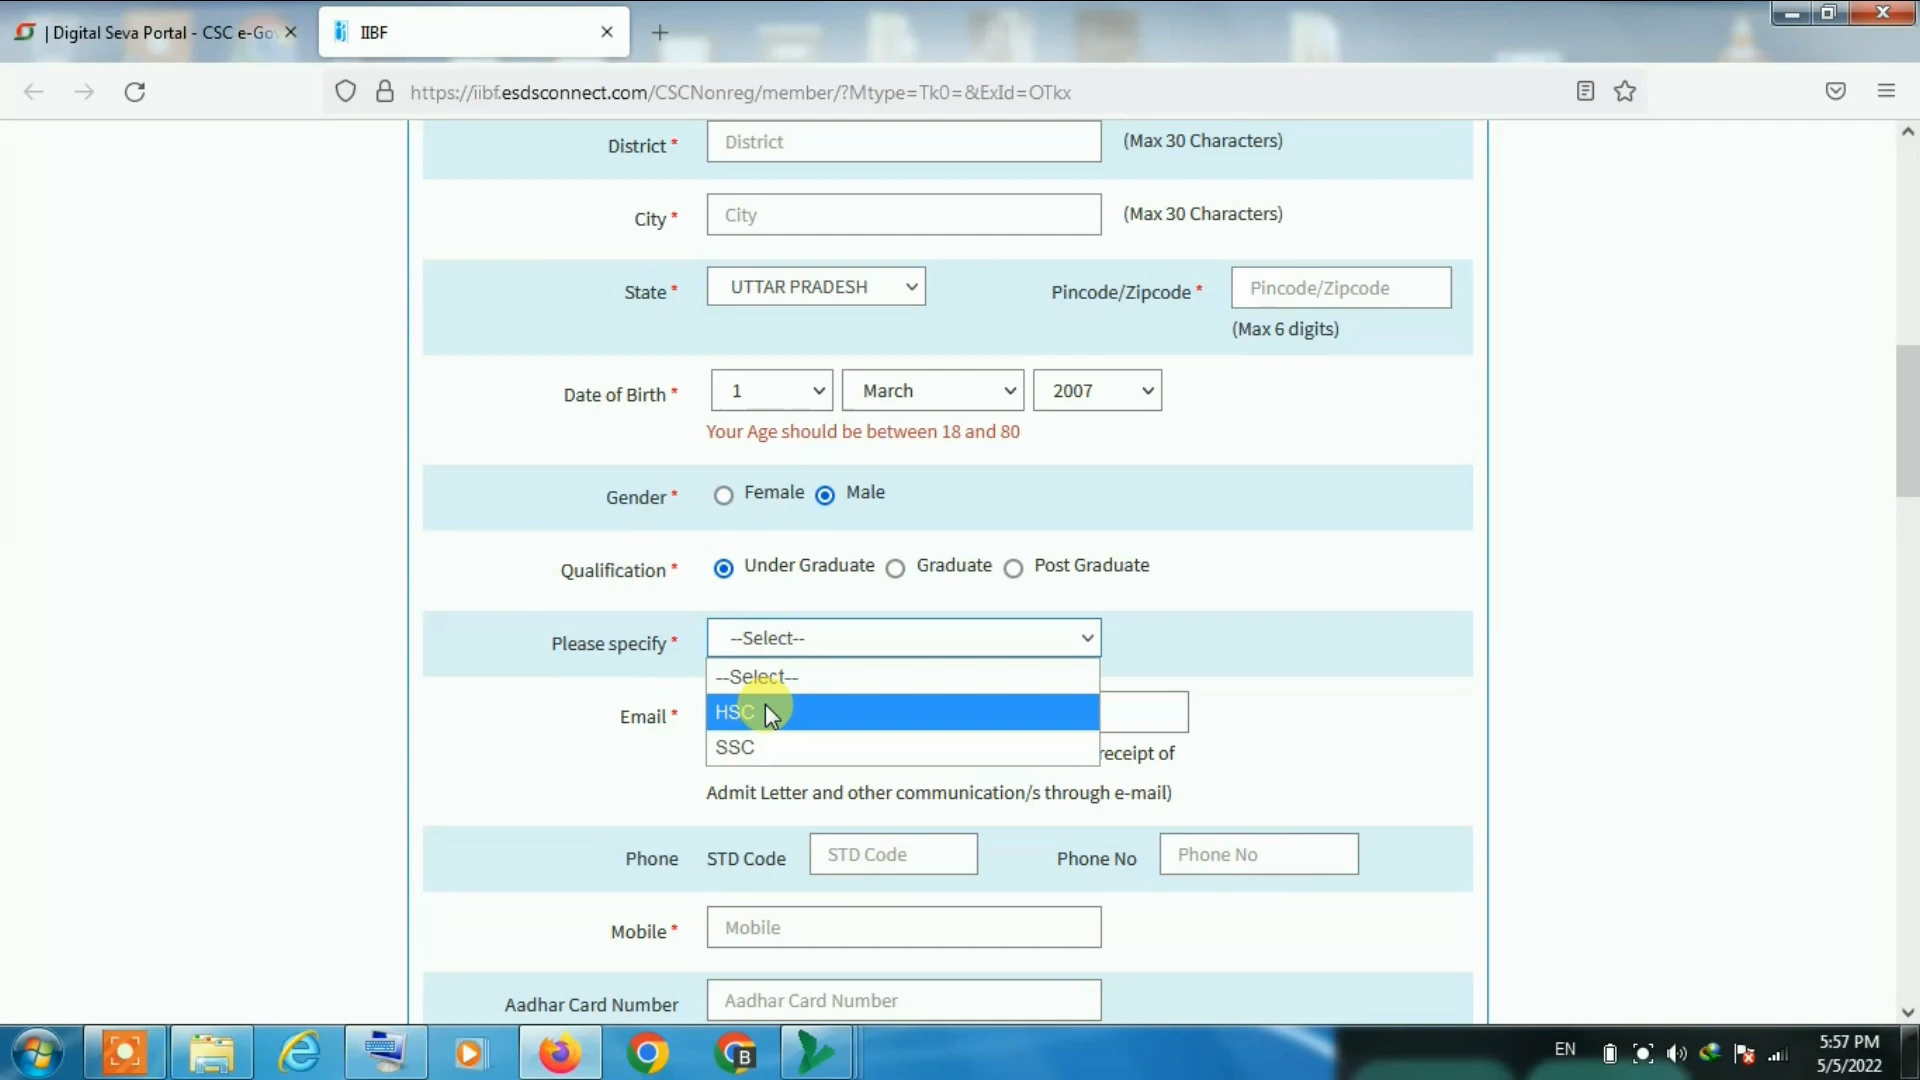 | Digital Seva Portal - CSC e-Gov
IIBF
https://iibf.esdsconnect.com/CSCNonreg/member/?Mtype=Tk0=&ExId=OTkx
District * District (Max 30 Characters)
City * City (Max 30 Characters)
State * UTTAR PRADESH Pincode/Zipcode * Pincode/Zipcode
(Max 6 digits)
Date of Birth * 1 March 2007
Your Age should be between 18 and 80
Gender * Female Male
Qualification * Under Graduate Graduate Post Graduate
Please specify * --Select--
--Select--
Email * HSC
SSC receipt of
Admit Letter and other communication/s through e-mail)
Phone STD Code STD Code Phone No Phone No
Mobile * Mobile
Aadhar Card Number Aadhar Card Number
B
EN
5:57 PM
5/5/2022